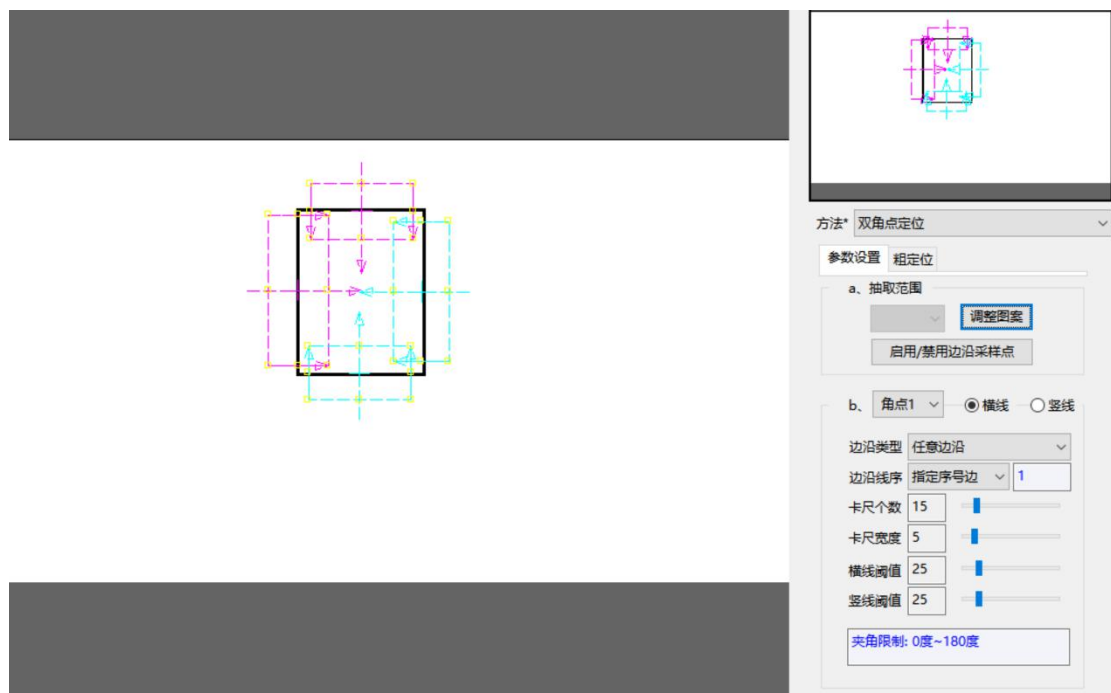 方法* 双角点定位
参数设置 粗定位
a、抽取范围
调整图案
启用/禁用边沿采样点
b、 角点1 横线 竖线
边沿类型 任意边沿
边沿线序 指定序号边 1
卡尺个数 15
卡尺宽度 5
横线阈值 25
竖线阈值 25
夹角限制: 0度~180度